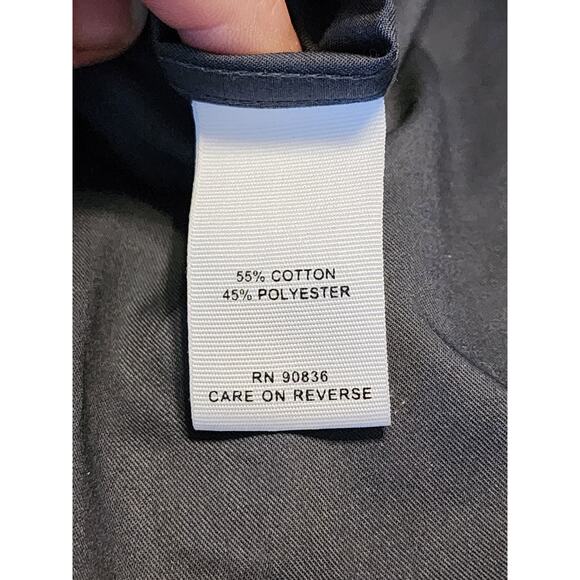 55% COTTON
45% POLYESTER
RN 90836
CARE ON REVERSE